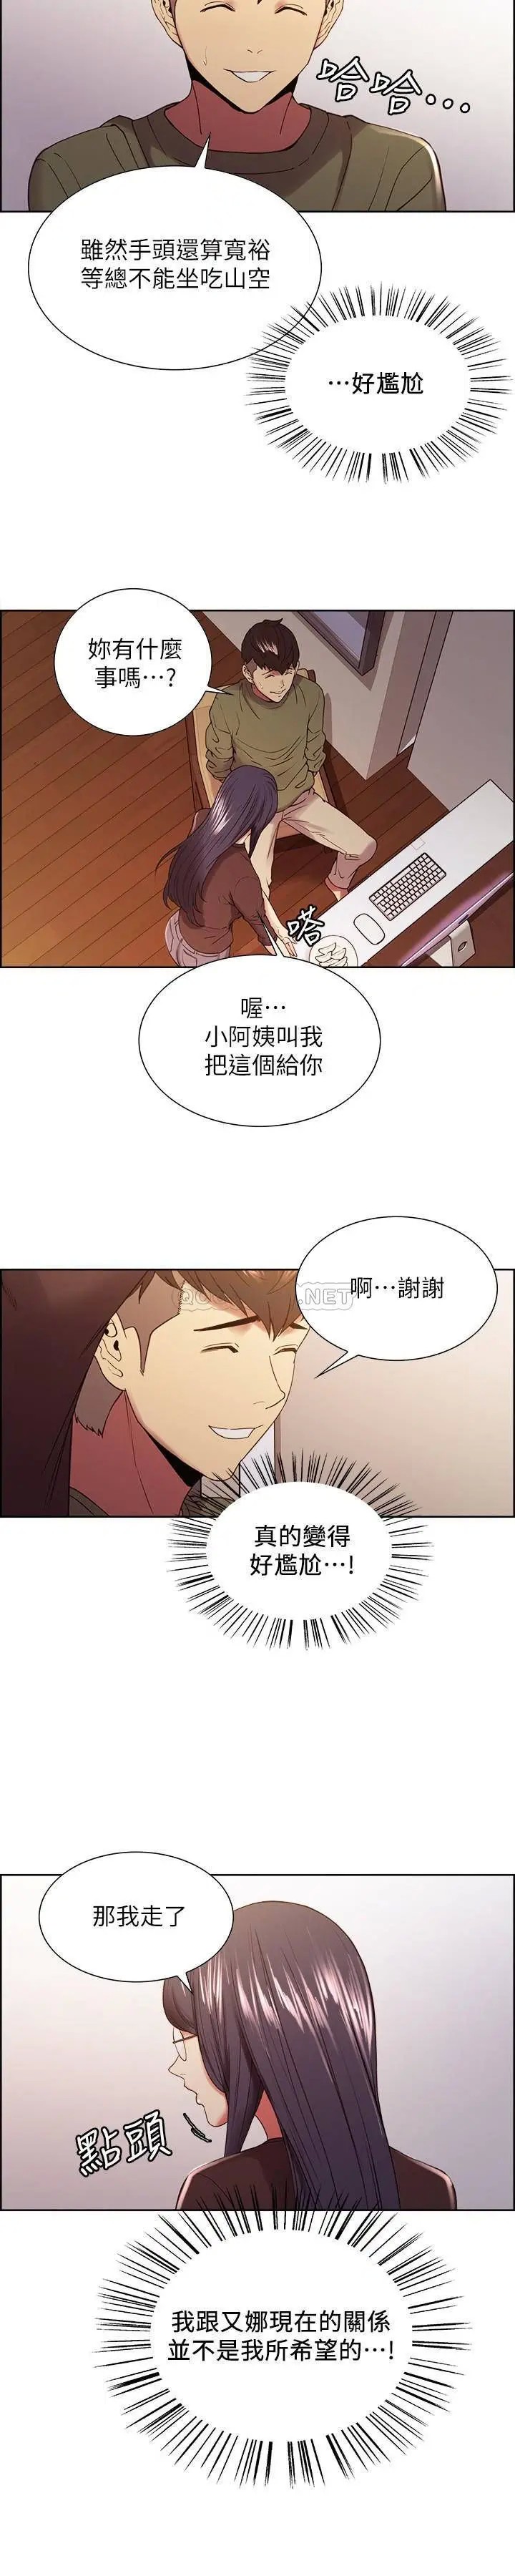 哈哈…
雖然手頭還算寬裕
等總不能坐吃山空
…好尷尬
妳有什麼
事嗎…?
嗒
喔…
小阿姨叫我
把這個給你
啊…謝謝
.NET
真的變得
好尷尬…!
那我走了
點頭
我跟又娜現在的關係
並不是我所希望的…!